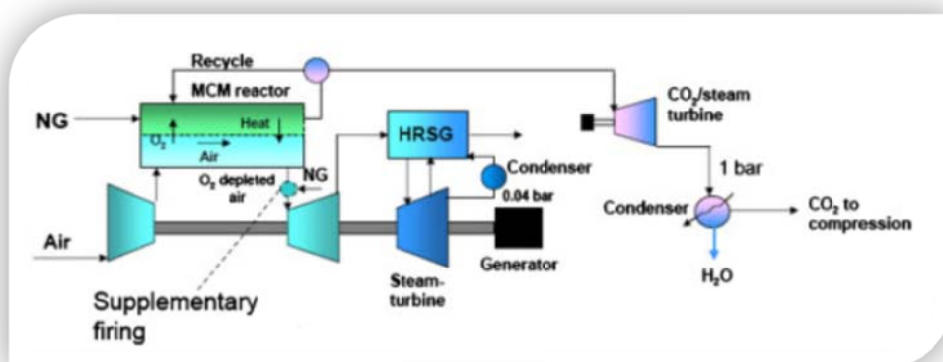 Recycle
MCM reactor
NG
Heat
O₂
Air
O₂ depleted
air
NG
HRSG
CO₂/steam
turbine
1 bar
Condenser
0.04 bar
Condenser
CO₂ to
compression
Air
Generator
H₂O
Steam-
turbine
Supplementary
firing